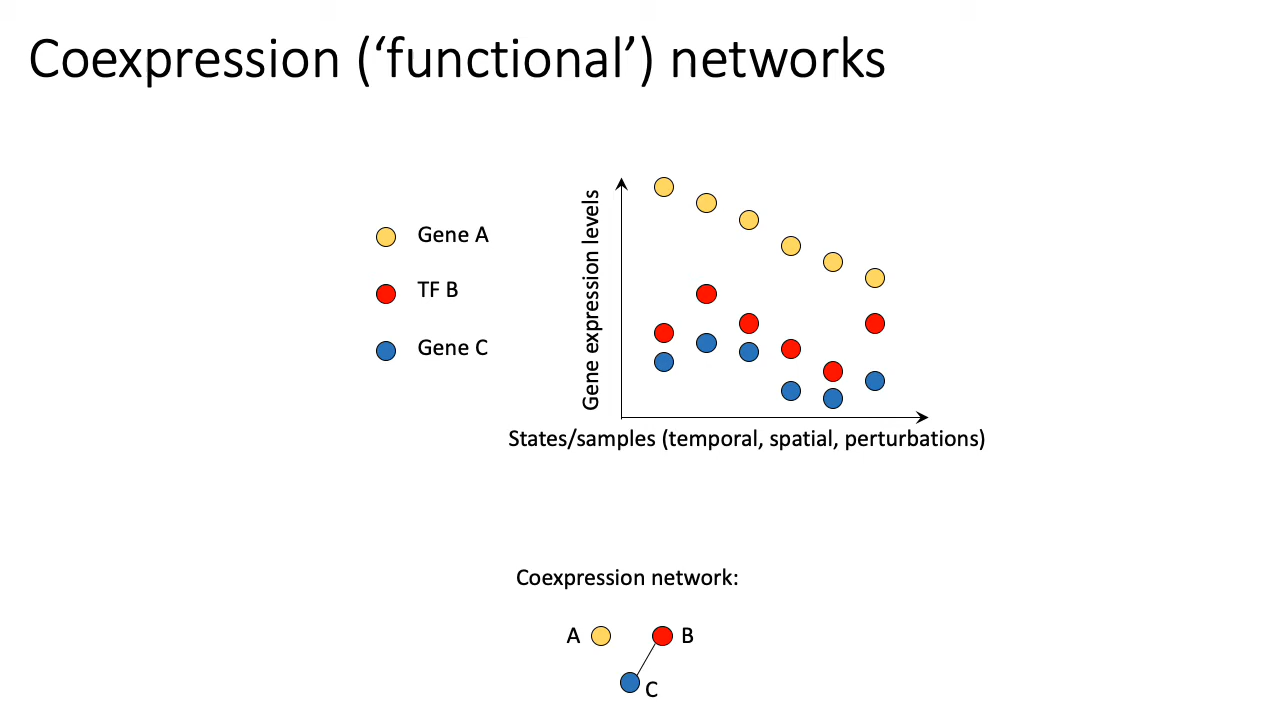 Coexpression (‘functional’) networks
Gene A
TF B
Gene C
Gene expression levels
States/samples (temporal, spatial, perturbations)
Coexpression network:
A
B
C